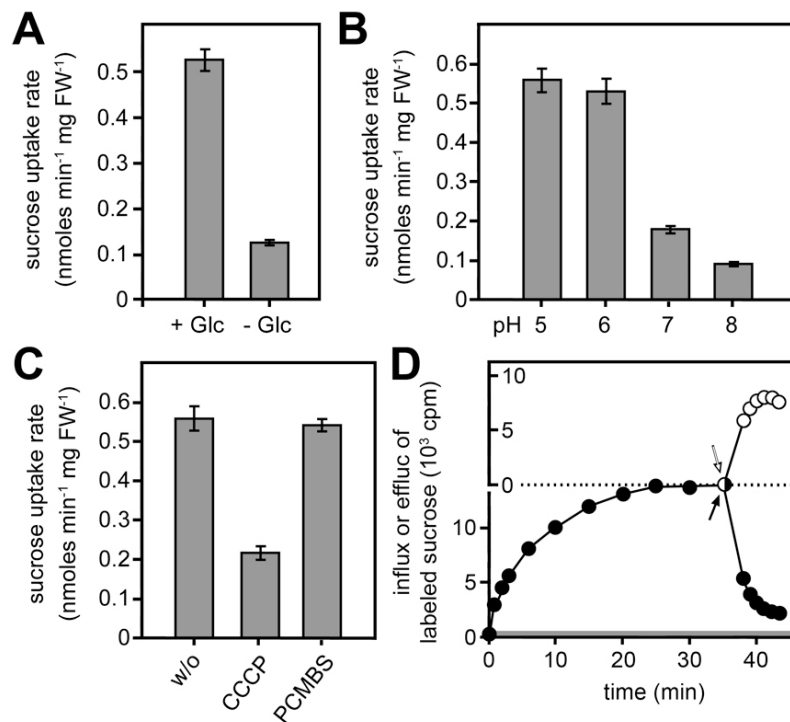 A
sucrose uptake rate
(nmoles min⁻¹ mg FW⁻¹)
0.5
0.4
0.3
0.2
0.1
0
+ Glc - Glc
B
sucrose uptake rate
(nmoles min⁻¹ mg FW⁻¹)
0.6
0.5
0.4
0.3
0.2
0.1
0
pH 5 6 7 8
C
sucrose uptake rate
(nmoles min⁻¹ mg FW⁻¹)
0.6
0.5
0.4
0.3
0.2
0.1
0
w/o CCCP PCMBS
D
influx or effluc of
labeled sucrose (10³ cpm)
10
5
0
10
5
0
0 10 20 30 40
time (min)